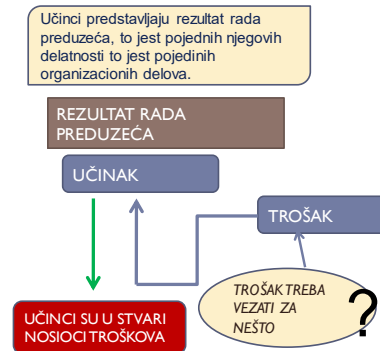 Učinci predstavljaju rezultat rada
preduzeća, to jest pojednih njegovih
delatnosti to jest pojedinih
organizacionih delova.
REZULTAT RADA
PREDUZEĆA
UČINAK
TROŠAK
TROŠAK TREBA
VEZATI ZA
NEŠTO
?
UČINCI SU U STVARI
NOSIOCI TROŠKOVA